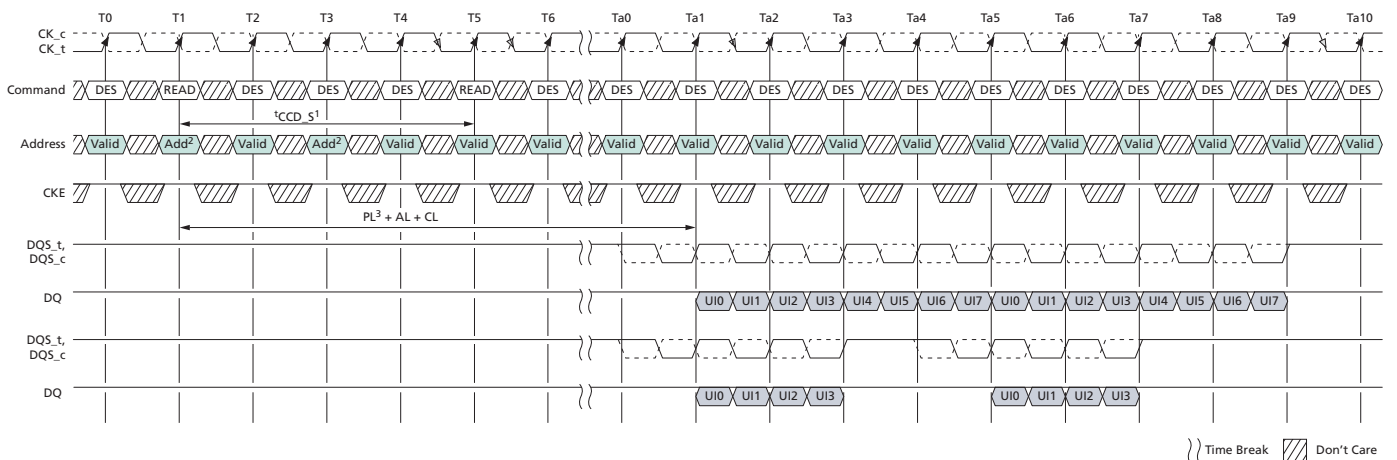 T0 T1 T2 T3 T4 T5 T6 Ta0 Ta1 Ta2 Ta3 Ta4 Ta5 Ta6 Ta7 Ta8 Ta9 Ta10
CK_c
CK_t
Command DES READ DES DES DES READ DES DES DES DES DES DES DES DES DES DES DES DES
tCCD_S1
Address Valid Add2 Valid Add2 Valid Valid Valid Valid Valid Valid Valid Valid Valid Valid Valid Valid Valid Valid
CKE
PL3 + AL + CL
DQS_t,
DQS_c
DQ UI0 UI1 UI2 UI3 UI4 UI5 UI6 UI7 UI0 UI1 UI2 UI3 UI4 UI5 UI6 UI7
DQS_t,
DQS_c
DQ UI0 UI1 UI2 UI3 UI0 UI1 UI2 UI3
Time Break Don't Care